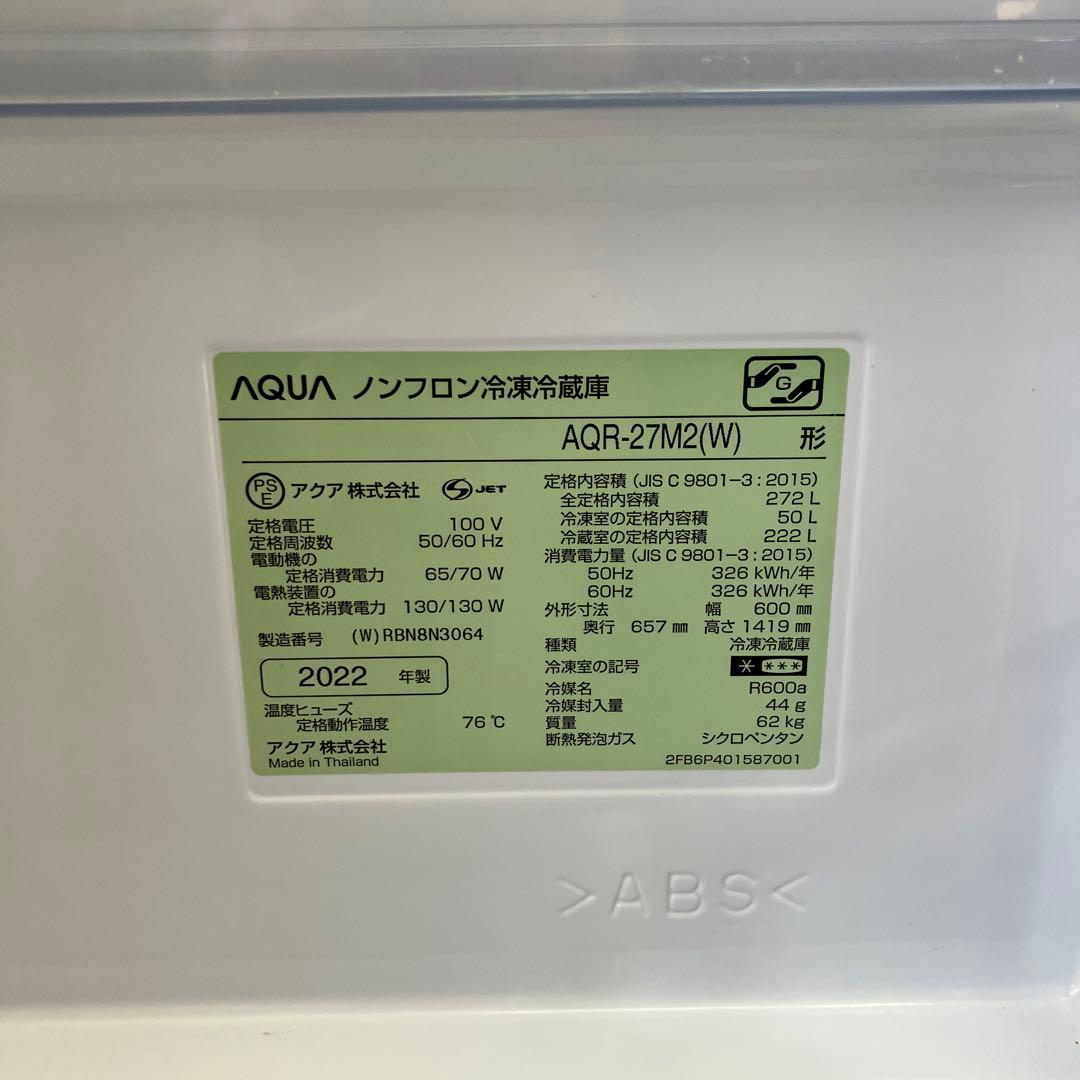 AQUA ノンフロン冷凍冷蔵庫
G
AQR-27M2(W) 形
PS E アクア 株式会社 S JET
定格電圧 100 V
定格周波数 50/60 Hz
電動機の
定格消費電力 65/70 W
電熱装置の
定格消費電力 130/130 W
製造番号 (W)RBN8N3064
2022 年製
温度ヒューズ
定格動作温度 76 ℃
アクア 株式会社
Made in Thailand
定格内容積 (JIS C 9801-3 : 2015)
全定格内容積 272 L
冷凍室の定格内容積 50 L
冷蔵室の定格内容積 222 L
消費電力量 (JIS C 9801-3 : 2015)
50Hz 326 kWh/年
60Hz 326 kWh/年
外形寸法 幅 600 ㎜
奥行 657 ㎜ 高さ 1419 ㎜
種類 冷凍冷蔵庫
冷凍室の記号 * ***
冷媒名 R600a
冷媒封入量 44 g
質量 62 kg
断熱発泡ガス シクロペンタン
2FB6P401587001
>ABS<